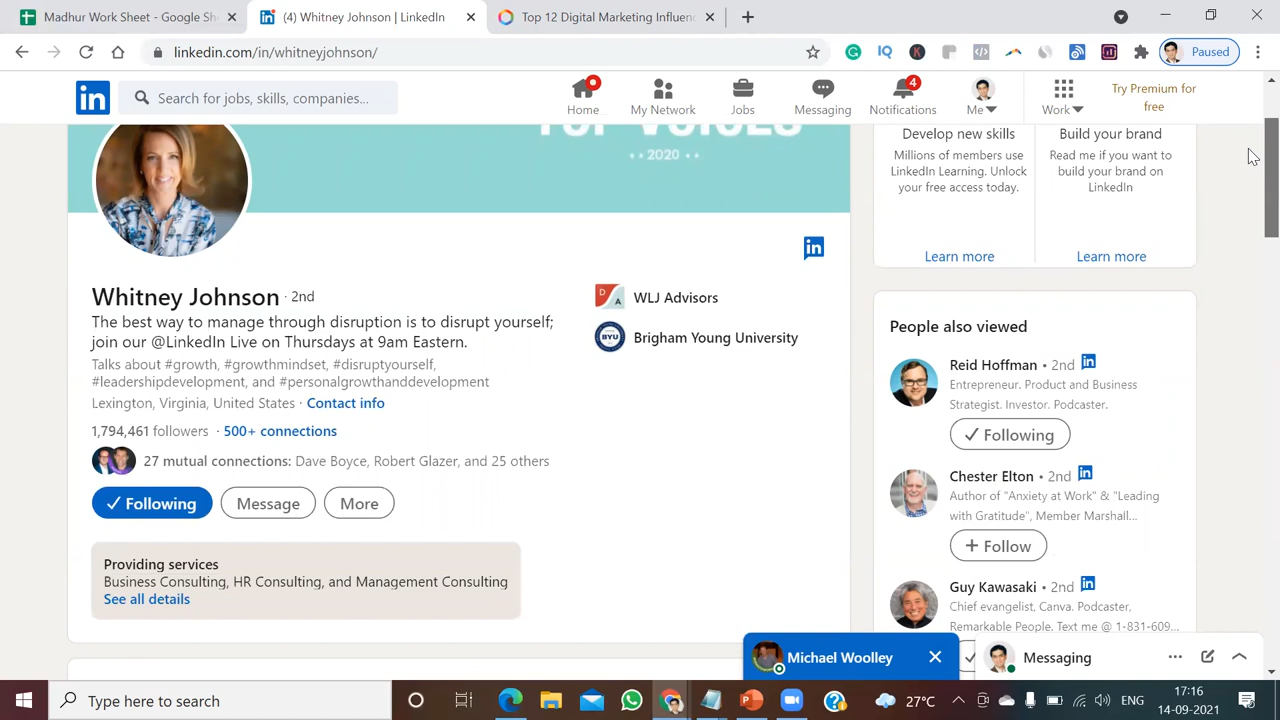 Madhur Work Sheet - Google She
(4) Whitney Johnson | LinkedIn
Top 12 Digital Marketing Influenc
linkedin.com/in/whitneyjohnson/
Paused
in
Search for jobs, skills, companies...
Home
My Network
Jobs
Messaging
4
Notifications
Me
Work
Try Premium for
free
TOP VOICES
•• 2020 ••
Develop new skills
Millions of members use
LinkedIn Learning. Unlock
your free access today.
Learn more
Build your brand
Read me if you want to
build your brand on
LinkedIn
Learn more
in
Whitney Johnson · 2nd
The best way to manage through disruption is to disrupt yourself;
join our @LinkedIn Live on Thursdays at 9am Eastern.
Talks about #growth, #growthmindset, #disruptyourself,
#leadershipdevelopment, and #personalgrowthanddevelopment
Lexington, Virginia, United States · Contact info
1,794,461 followers · 500+ connections
27 mutual connections: Dave Boyce, Robert Glazer, and 25 others
Following
Message
More
D
A
WLJ Advisors
BYU
Brigham Young University
Providing services
Business Consulting, HR Consulting, and Management Consulting
See all details
People also viewed
Reid Hoffman • 2nd in
Entrepreneur. Product and Business
Strategist. Investor. Podcaster.
Following
Chester Elton • 2nd in
Author of "Anxiety at Work" & "Leading
with Gratitude", Member Marshall...
+ Follow
Guy Kawasaki • 2nd in
Chief evangelist, Canva. Podcaster,
Remarkable People. Text me @ 1-831-609...
Michael Woolley
Messaging
Type here to search
27°C
ENG
17:16
14-09-2021